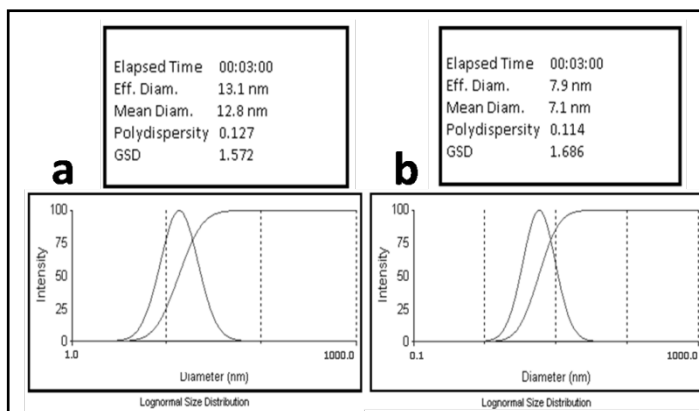 Elapsed Time 00:03:00
Eff. Diam. 13.1 nm
Mean Diam. 12.8 nm
Polydispersity 0.127
GSD 1.572
a
100
75
50
25
0
Intensity
1.0
1000.0
Diameter (nm)
Lognormal Size Distribution
Elapsed Time 00:03:00
Eff. Diam. 7.9 nm
Mean Diam. 7.1 nm
Polydispersity 0.114
GSD 1.686
b
100
75
50
25
0
Intensity
0.1
1000.0
Diameter (nm)
Lognormal Size Distribution